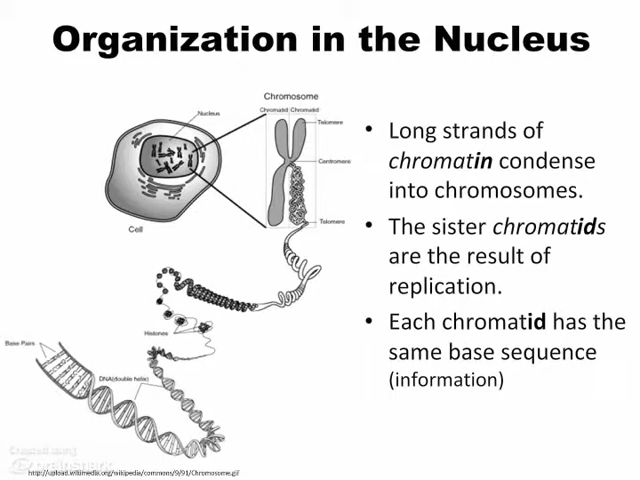 Organization in the Nucleus
Chromosome
Chromatid Chromatid
Nucleus
Telomere
Centromere
Telomere
Cell
Histones
Base Pairs
DNA(double helix)
• Long strands of
chromatin condense
into chromosomes.
• The sister chromatids
are the result of
replication.
• Each chromatid has the
same base sequence
(information)
Created using
http://upload.wikimedia.org/wikipedia/commons/9/91/Chromosome.gif